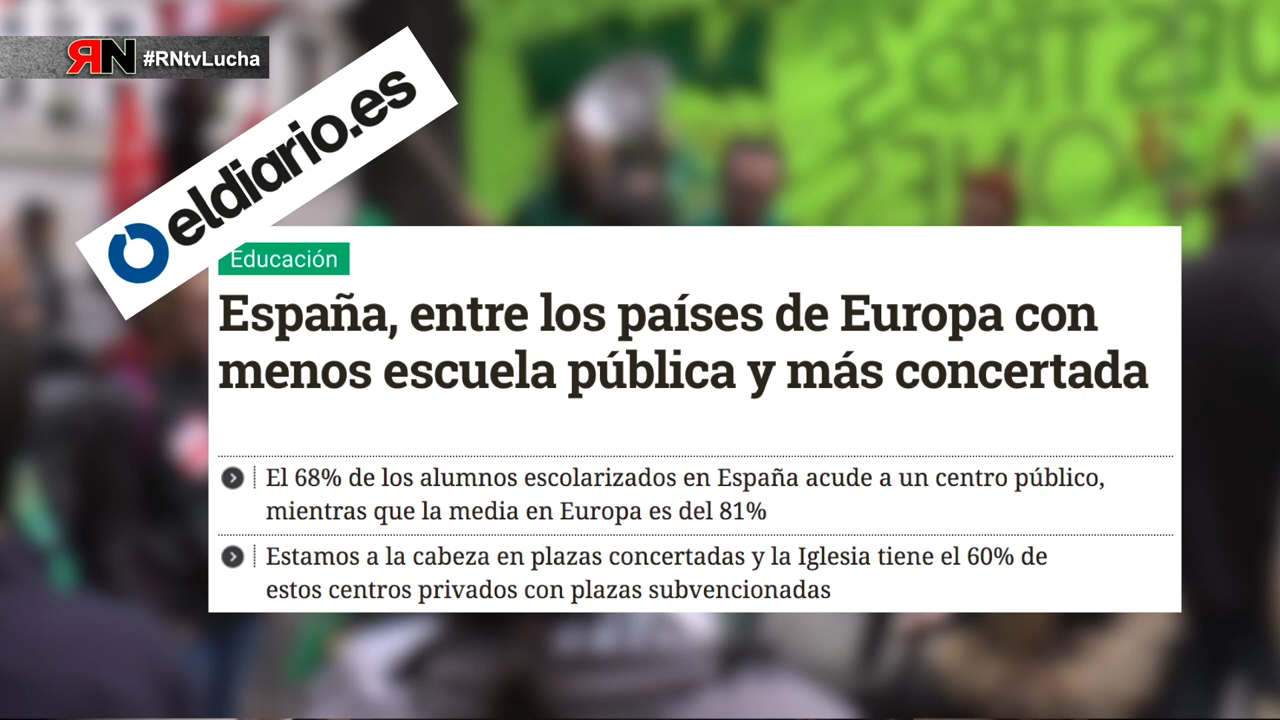 RN #RNtvLucha
eldiario.es
Educación
España, entre los países de Europa con
menos escuela pública y más concertada
El 68% de los alumnos escolarizados en España acude a un centro público,
mientras que la media en Europa es del 81%
Estamos a la cabeza en plazas concertadas y la Iglesia tiene el 60% de
estos centros privados con plazas subvencionadas